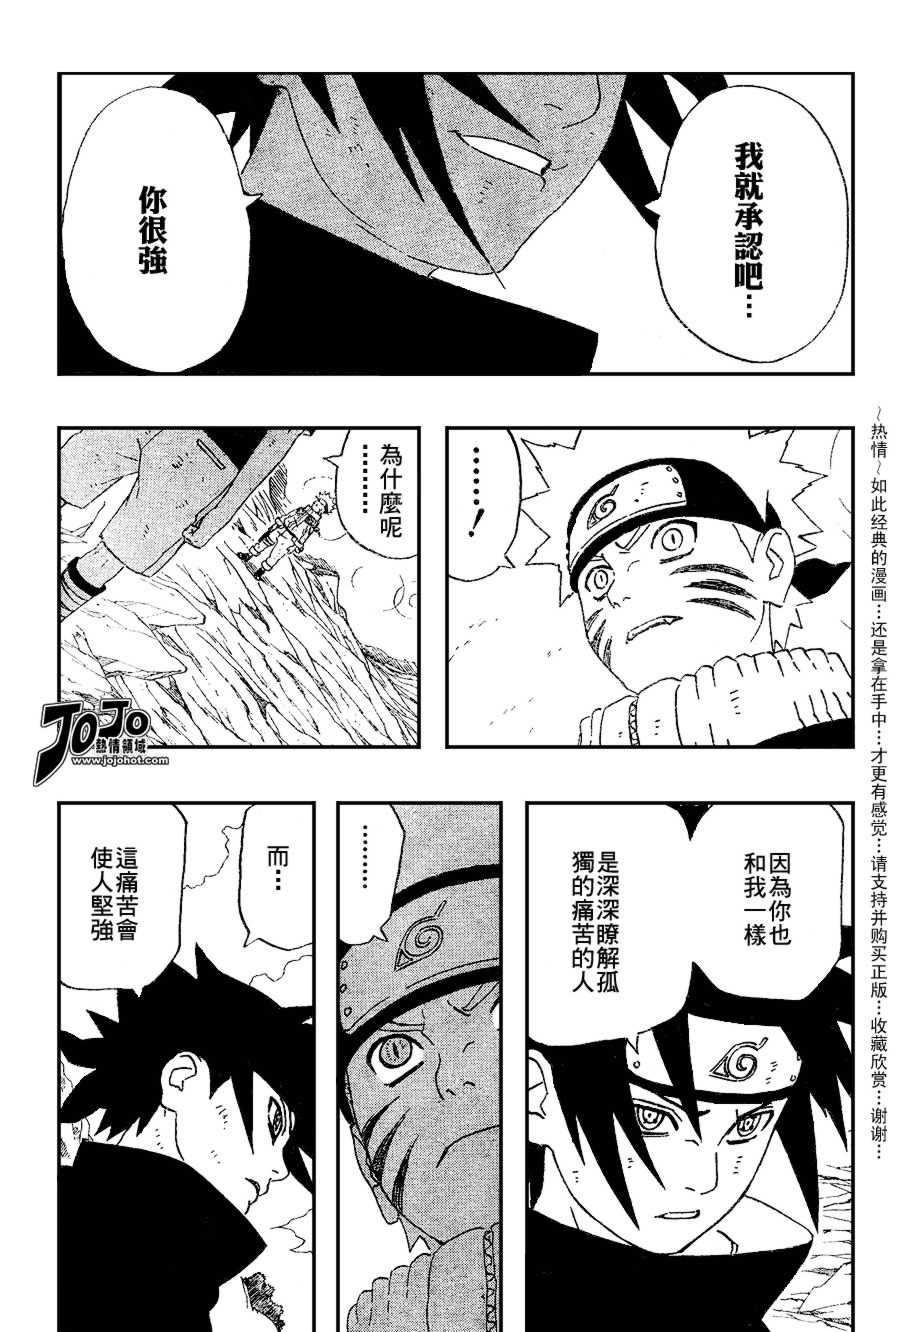 我就承認吧…
你很強
……！
為什麼呢
………
因為你也
和我一樣
是深深瞭解孤
獨的痛苦的人
………
而…
這痛苦會
使人堅強
～热情～如此经典的漫画…还是拿在手中…才更有感觉…请支持并购买正版…收藏欣赏…谢谢…
JOJO
熱情領域
www.jojohot.com